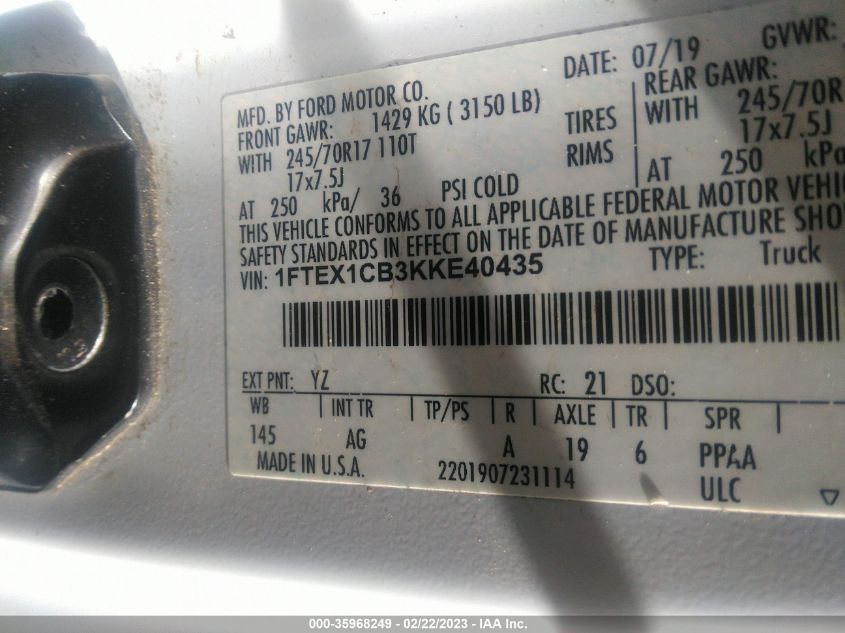 MFD. BY FORD MOTOR CO.
DATE: 07/19
GVWR:
FRONT GAWR: 1429 KG ( 3150 LB)
REAR GAWR:
WITH 245/70R17 110T
TIRES
WITH 245/70R
17x7.5J
RIMS
17x7.5J
AT 250 kPa/ 36 PSI COLD
AT 250 kPa
THIS VEHICLE CONFORMS TO ALL APPLICABLE FEDERAL MOTOR VEHI
SAFETY STANDARDS IN EFFECT ON THE DATE OF MANUFACTURE SHO
VIN: 1FTEX1CB3KKE40435
TYPE: Truck
EXT PNT: YZ RC: 21 DSO:
WB INT TR TP/PS R AXLE TR SPR
145 AG A 19 6 PPAA
MADE IN U.S.A. 2201907231114 ULC
000-35968249 - 02/22/2023 - IAA Inc.